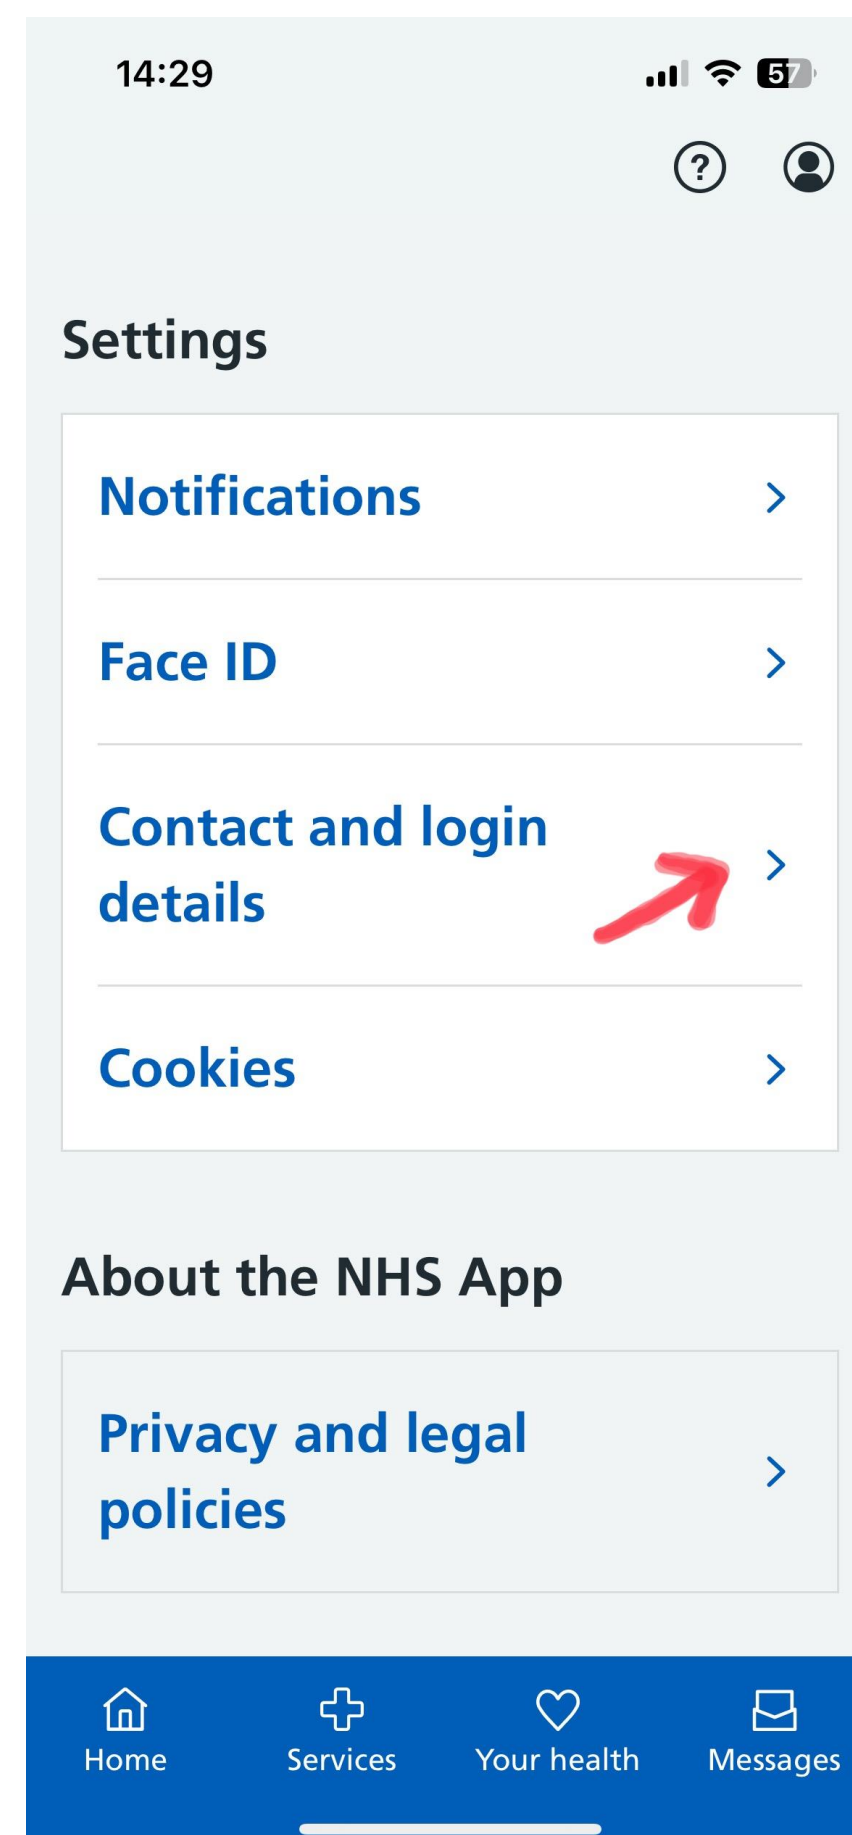 14:29
57
?
Settings
Notifications
Face ID
Contact and login
details
Cookies
About the NHS App
Privacy and legal
policies
Home
Services
Your health
Messages